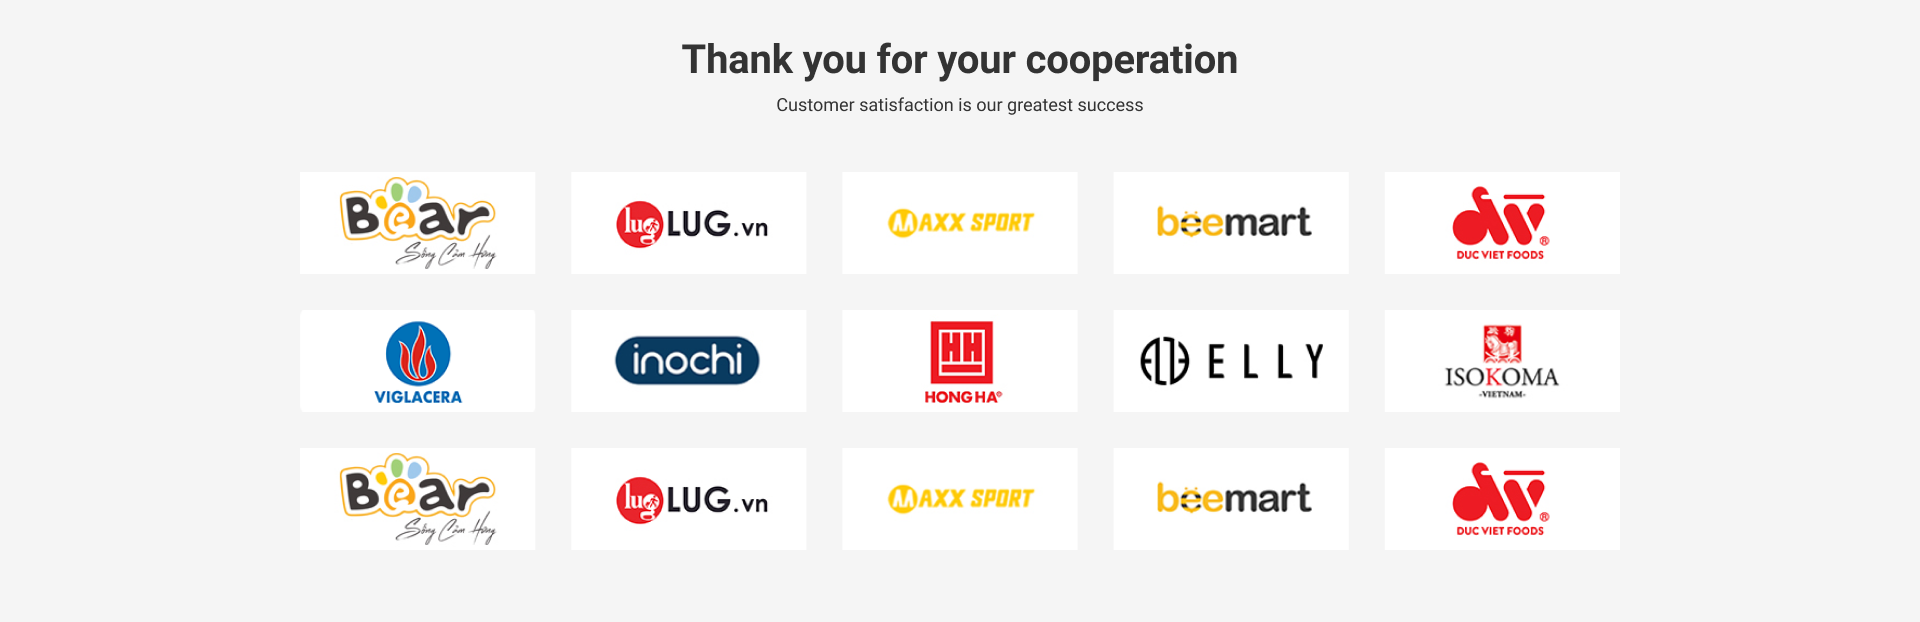 Thank you for your cooperation
Customer satisfaction is our greatest success
Bear
Sống Cảm Hứng
lug LUG.vn
MAXX SPORT
beemart
DUC VIET FOODS
VIGLACERA
inochi
HH
HONG HA
ELLY
ISOKOMA
-VIETNAM-
Bear
Sống Cảm Hứng
lug LUG.vn
MAXX SPORT
beemart
DUC VIET FOODS